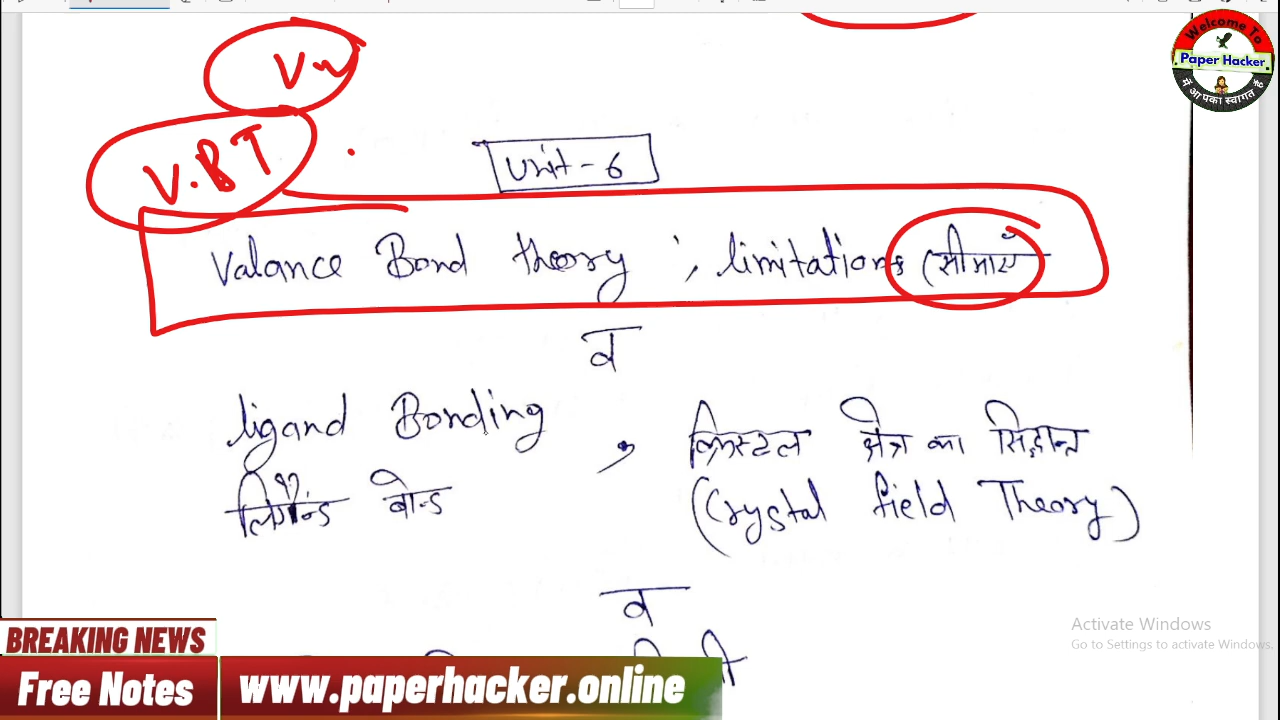 Welcome To
Paper Hacker
में आपका स्वागत है
V.B T
Unit - 6
Valance Bond theory ; limitations (सीमाएँ
व
ligand Bonding , क्रिस्टल क्षेत्र का सिद्धान्त
लिगैंन्ड बोन्ड (Crystal field Theory)
व
Activate Windows
Go to Settings to activate Windows.
BREAKING NEWS
Free Notes www.paperhacker.online